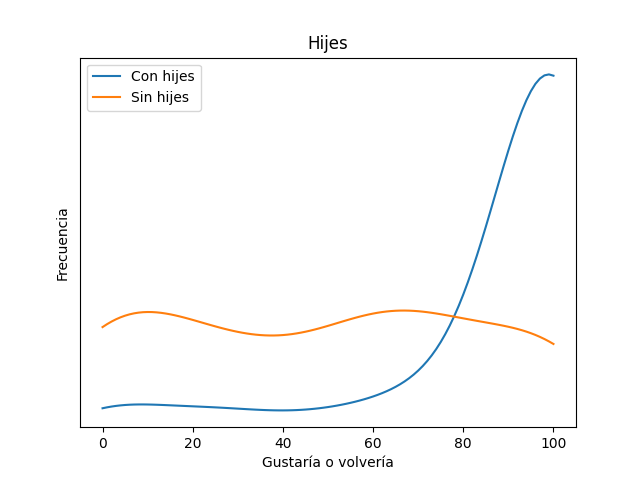 Hijes
Con hijes
Sin hijes
Frecuencia
0 20 40 60 80 100
Gustaría o volvería